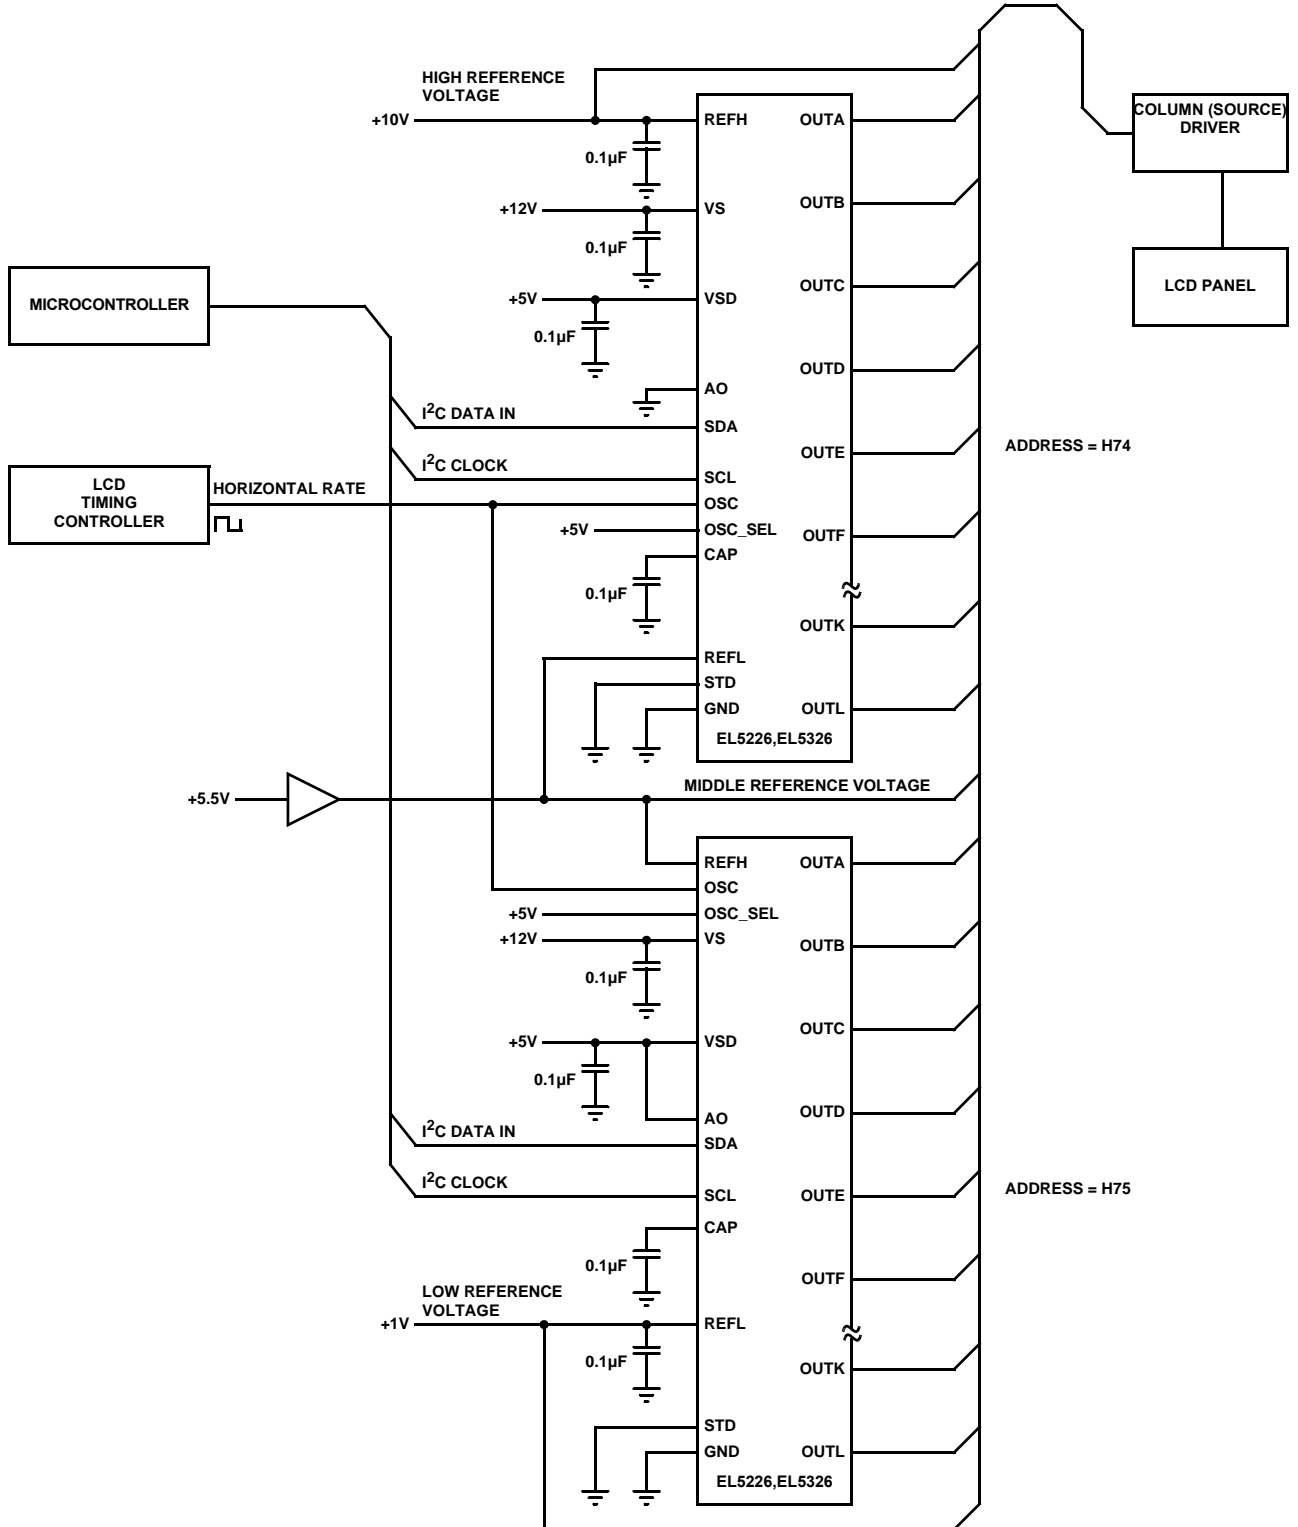 HIGH REFERENCE
VOLTAGE
+10V
REFH
OUTA
COLUMN (SOURCE)
DRIVER
0.1µF
+12V
VS
OUTB
0.1µF
LCD PANEL
MICROCONTROLLER
+5V
VSD
OUTC
0.1µF
OUTD
AO
I2C DATA IN
SDA
OUTE
ADDRESS = H74
I2C CLOCK
SCL
LCD
TIMING
CONTROLLER
HORIZONTAL RATE
OSC
+5V
OSC_SEL
OUTF
CAP
0.1µF
OUTK
REFL
STD
GND
OUTL
EL5226,EL5326
+5.5V
MIDDLE REFERENCE VOLTAGE
REFH
OUTA
OSC
+5V
OSC_SEL
+12V
VS
OUTB
0.1µF
OUTC
+5V
VSD
0.1µF
OUTD
AO
I2C DATA IN
SDA
I2C CLOCK
SCL
OUTE
ADDRESS = H75
CAP
0.1µF
OUTF
LOW REFERENCE
VOLTAGE
+1V
REFL
0.1µF
OUTK
STD
GND
OUTL
EL5226,EL5326